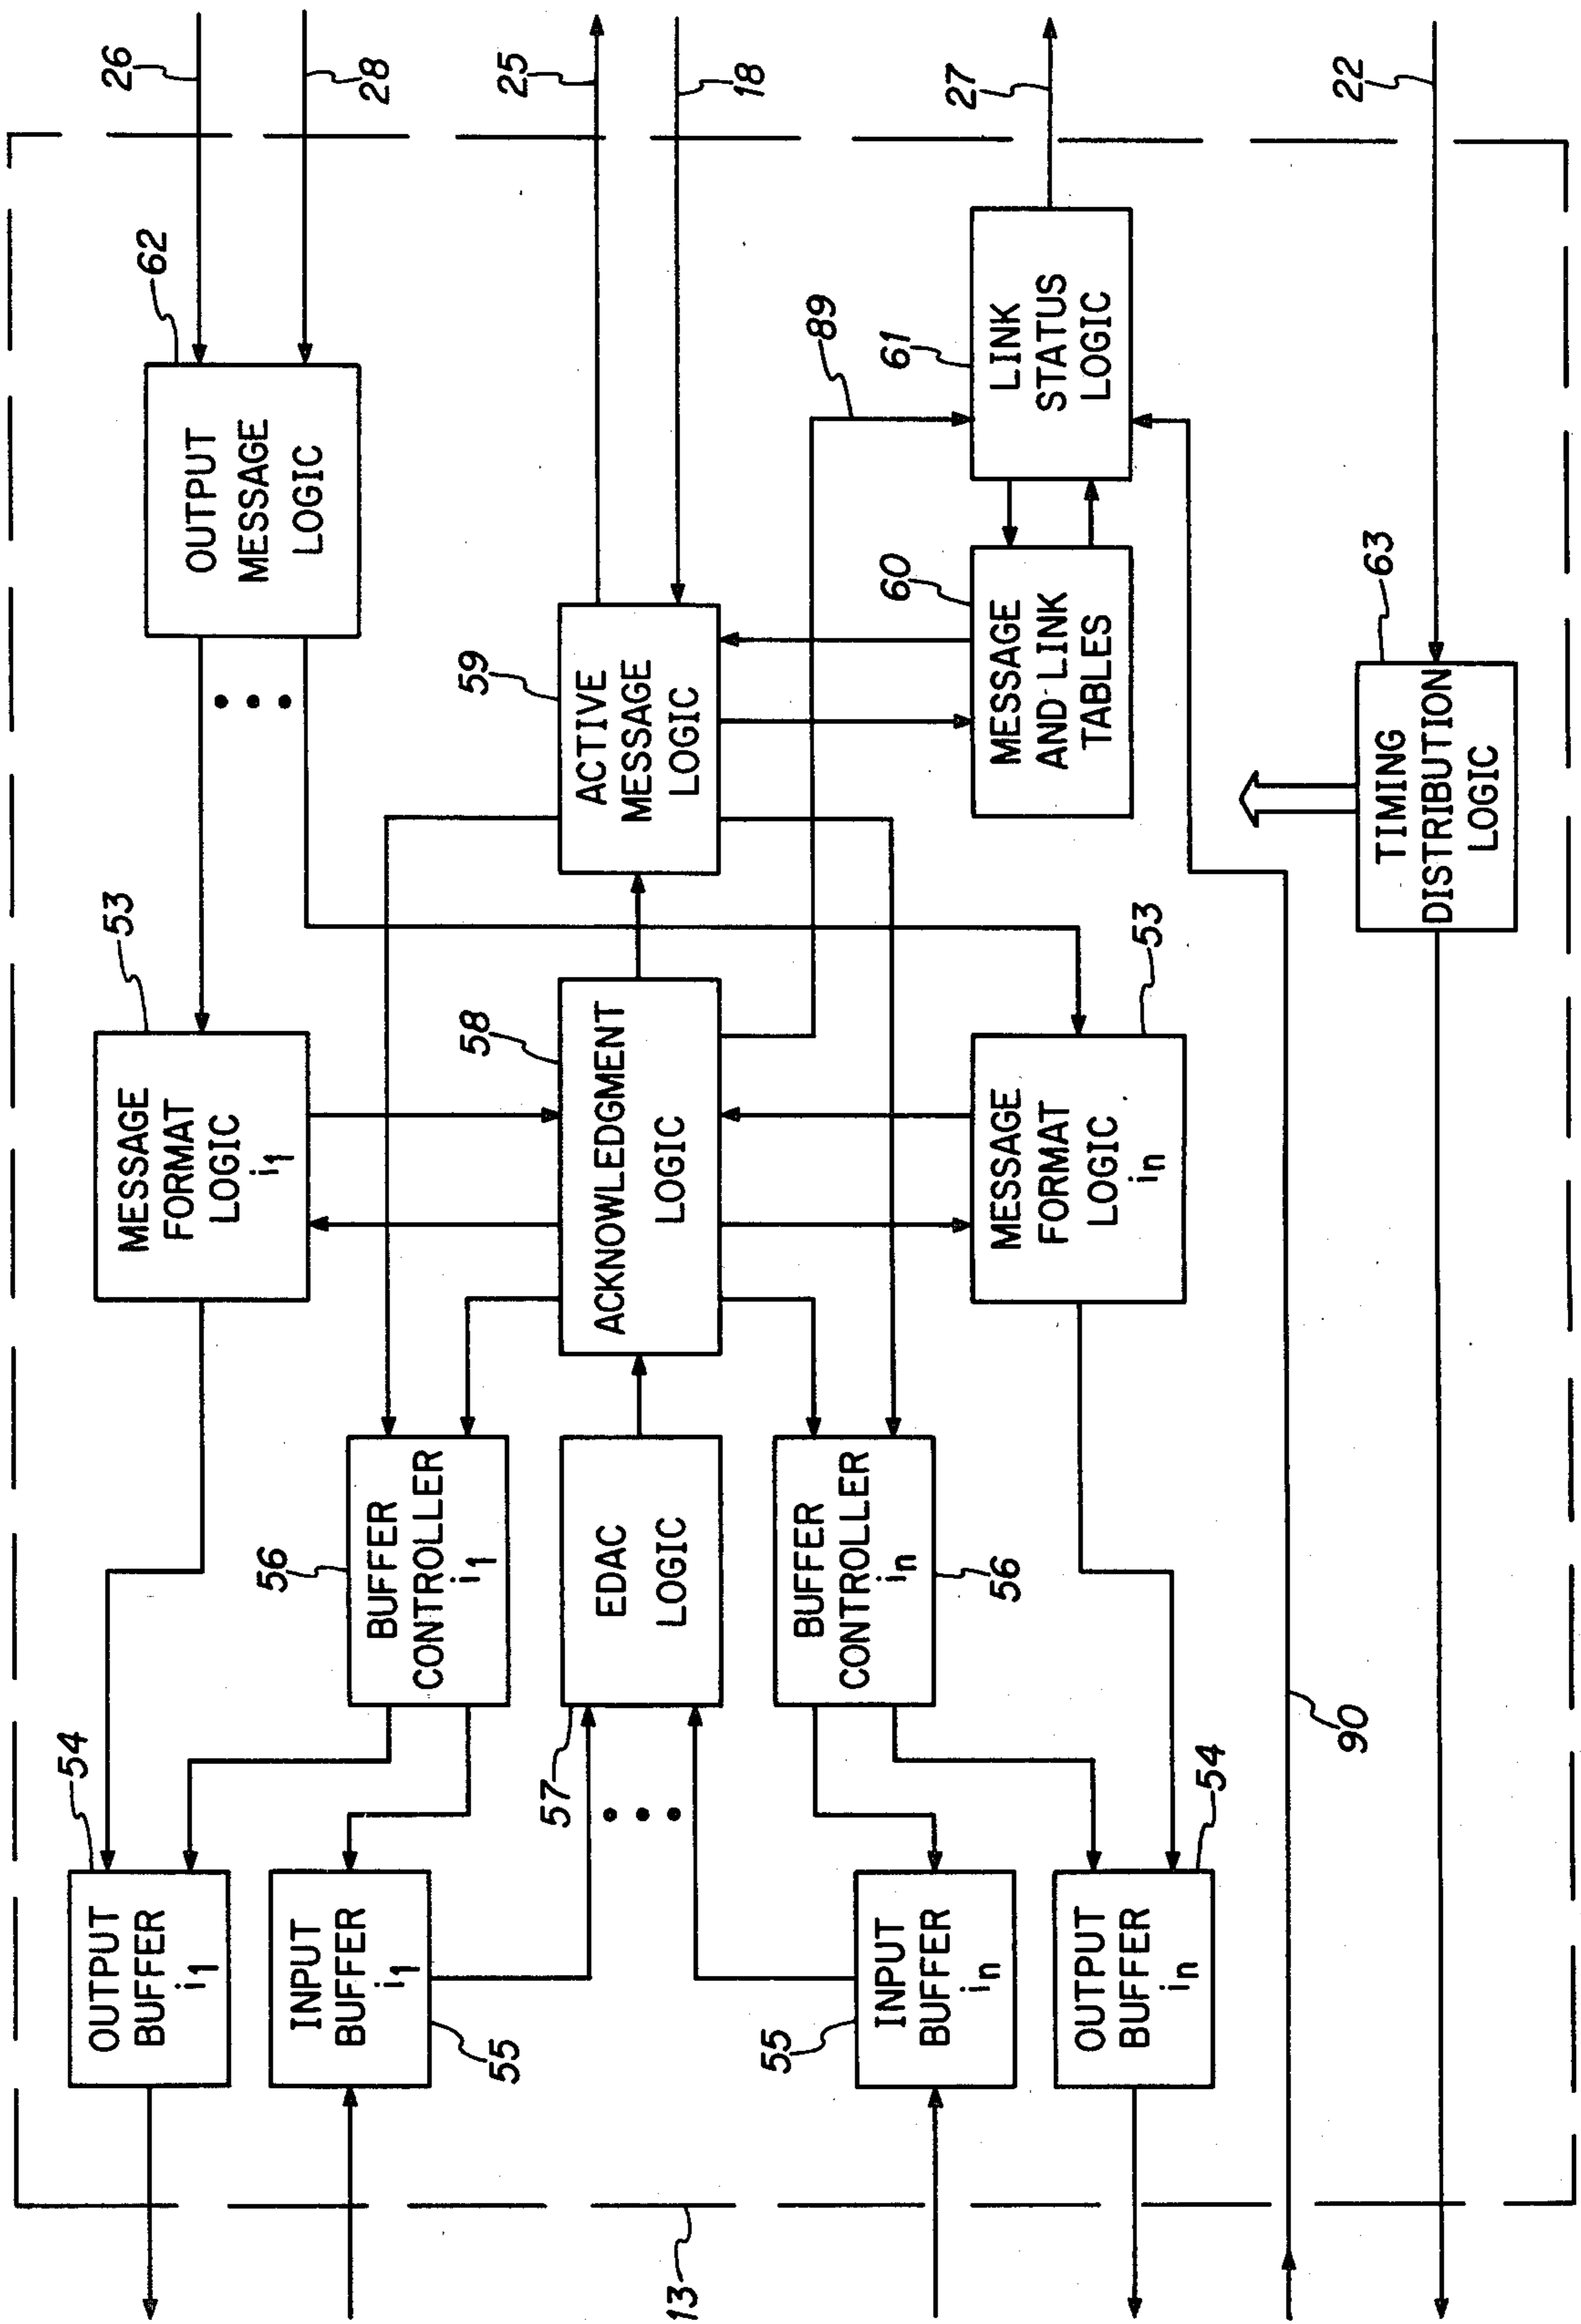 26
28
25
18
27
22
62
OUTPUT
MESSAGE
LOGIC
59
ACTIVE
MESSAGE
LOGIC
89
61
LINK
STATUS
LOGIC
60
MESSAGE
AND LINK
TABLES
63
TIMING
DISTRIBUTION
LOGIC
53
MESSAGE
FORMAT
LOGIC
i1
58
ACKNOWLEDGMENT
LOGIC
53
MESSAGE
FORMAT
LOGIC
in
56
BUFFER
CONTROLLER
i1
57
EDAC
LOGIC
56
BUFFER
CONTROLLER
in
54
OUTPUT
BUFFER
i1
55
INPUT
BUFFER
i1
55
INPUT
BUFFER
in
54
OUTPUT
BUFFER
in
90
13